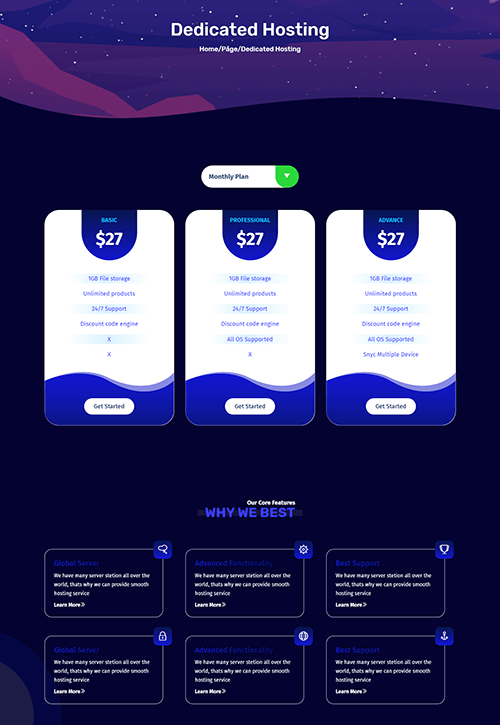 Dedicated Hosting
Home/Page/Dedicated Hosting
Monthly Plan
BASIC
$27
1GB File storage
Unlimited products
24/7 Support
Discount code engine
X
X
Get Started
PROFESSIONAL
$27
1GB File storage
Unlimited products
24/7 Support
Discount code engine
All OS Supported
X
Get Started
ADVANCE
$27
1GB File storage
Unlimited products
24/7 Support
Discount code engine
All OS Supported
Snyc Multiple Device
Get Started
Our Core Features
WHY WE BEST
Global Server
We have many server stetion all over the
world, thats why we can provide smooth
hosting service
Learn More
Advanced Functionality
We have many server stetion all over the
world, thats why we can provide smooth
hosting service
Learn More
Best Support
We have many server stetion all over the
world, thats why we can provide smooth
hosting service
Learn More
Global Server
We have many server stetion all over the
world, thats why we can provide smooth
hosting service
Learn More
Advanced Functionality
We have many server stetion all over the
world, thats why we can provide smooth
hosting service
Learn More
Best Support
We have many server stetion all over the
world, thats why we can provide smooth
hosting service
Learn More